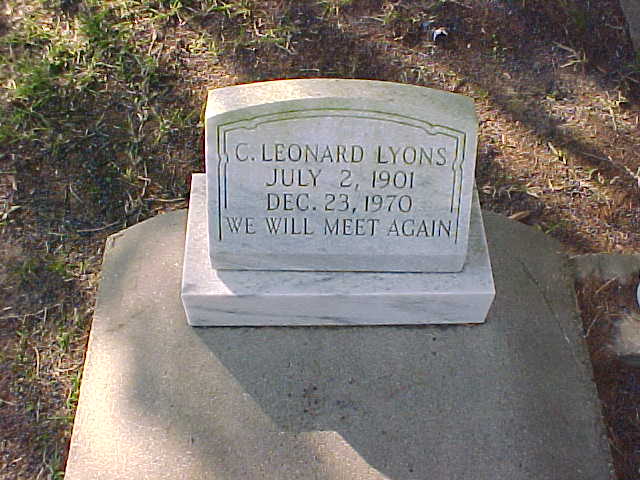 C. LEONARD LYONS
JULY 2, 1901
DEC. 23, 1970
WE WILL MEET AGAIN